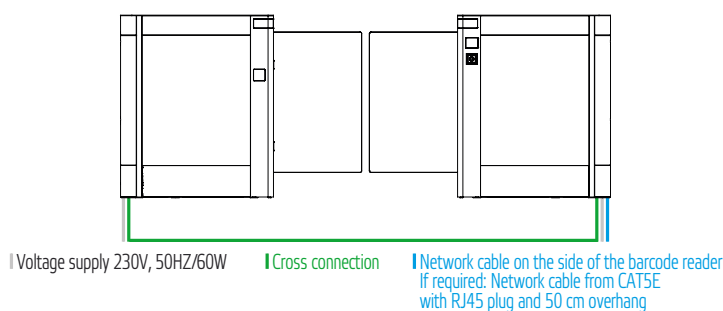 Voltage supply 230V, 50HZ/60W
Cross connection
Network cable on the side of the barcode reader
If required: Network cable from CAT5E
with RJ45 plug and 50 cm overhang